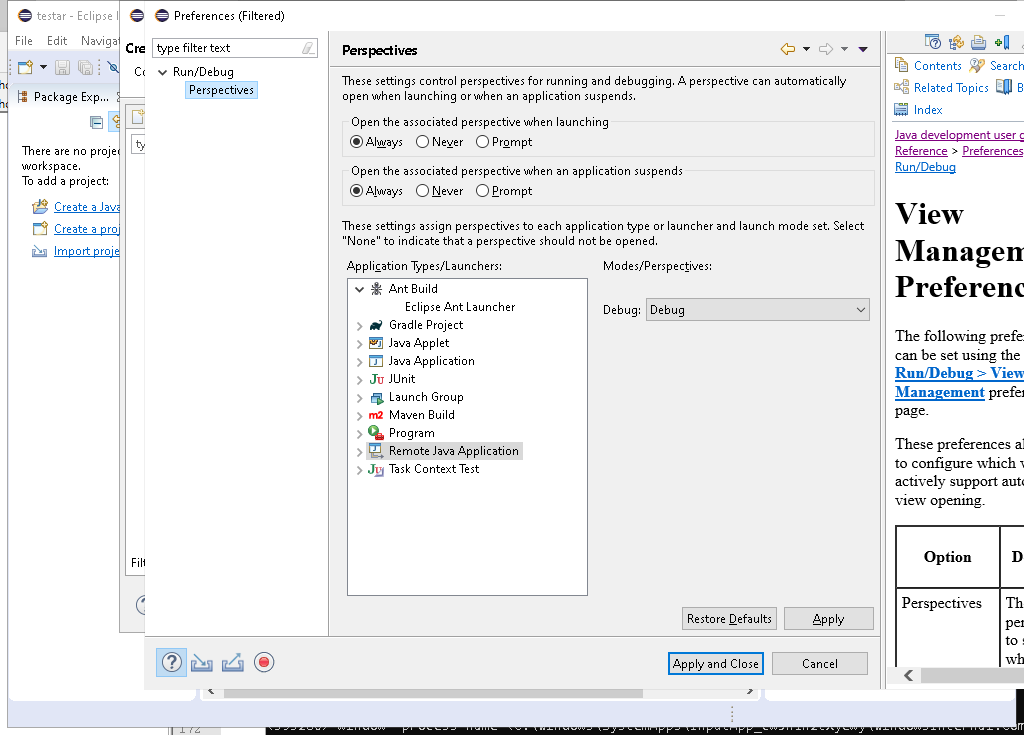 testar - Eclipse I
File Edit Navigat
Package Exp...
There are no projec
workspace.
To add a project:
Create a Java
Create a proj
Import proje
Cre
Filt
Preferences (Filtered)
type filter text
Run/Debug
Perspectives
Perspectives
These settings control perspectives for running and debugging. A perspective can automatically
open when launching or when an application suspends.
Open the associated perspective when launching
Always Never Prompt
Open the associated perspective when an application suspends
Always Never Prompt
These settings assign perspectives to each application type or launcher and launch mode set. Select
"None" to indicate that a perspective should not be opened.
Application Types/Launchers: Modes/Perspectives:
Ant Build
Eclipse Ant Launcher
Debug: Debug
Gradle Project
Java Applet
Java Application
JUnit
Launch Group
Maven Build
Program
Remote Java Application
Task Context Test
Restore Defaults Apply
Apply and Close Cancel
Contents Search
Related Topics B
Index
Java development user g
Reference > Preferences
Run/Debug
View
Managem
Preferenc
The following prefer
can be set using the
Run/Debug > View
Management prefer
page.
These preferences al
to configure which v
actively support auto
view opening.
Option D
Perspectives Th
per
to s
wh
172